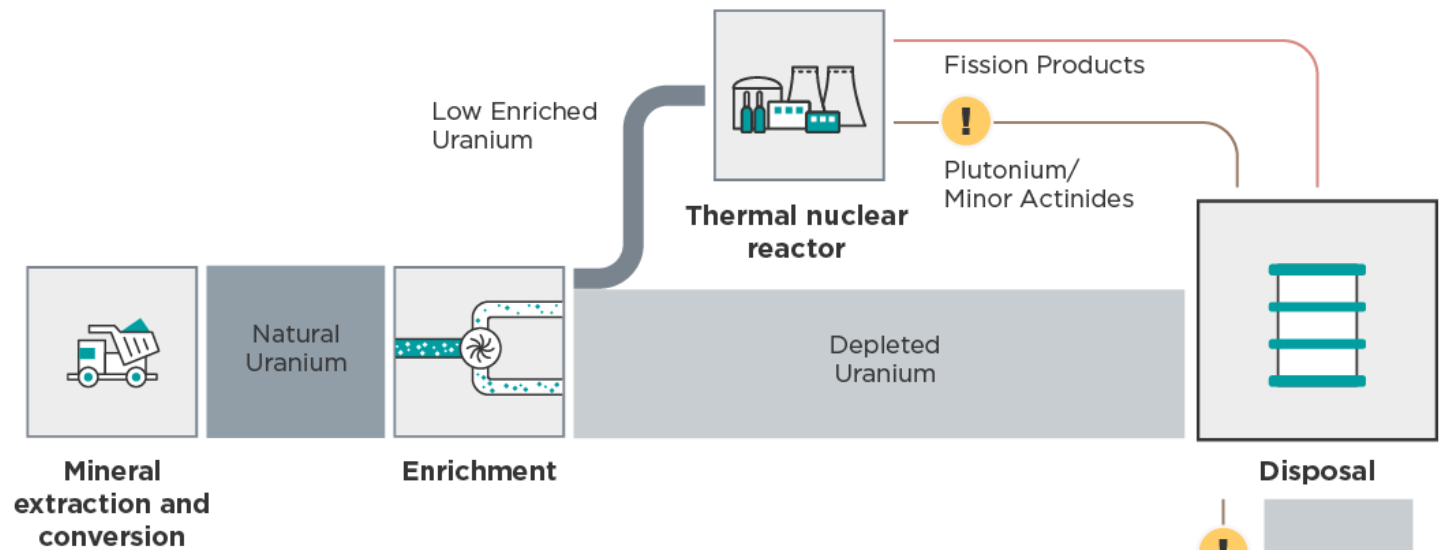 Fission Products
Low Enriched
Uranium
!
Plutonium/
Minor Actinides
Thermal nuclear
reactor
Natural
Uranium
Depleted
Uranium
Mineral
extraction and
conversion
Enrichment
Disposal
!